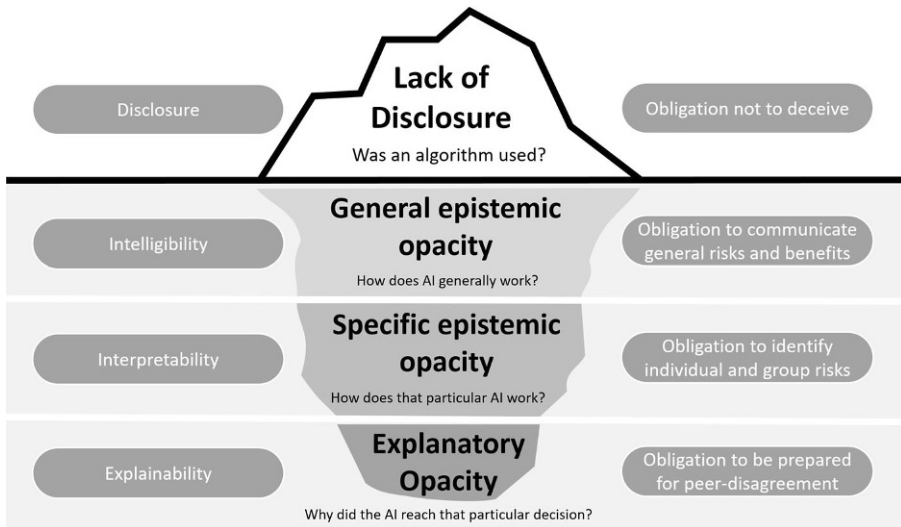 Disclosure
Lack of
Disclosure
Was an algorithm used?
Obligation not to deceive
Intelligibility
General epistemic
opacity
How does AI generally work?
Obligation to communicate
general risks and benefits
Interpretability
Specific epistemic
opacity
How does that particular AI work?
Obligation to identify
individual and group risks
Explainability
Explanatory
Opacity
Why did the AI reach that particular decision?
Obligation to be prepared
for peer-disagreement